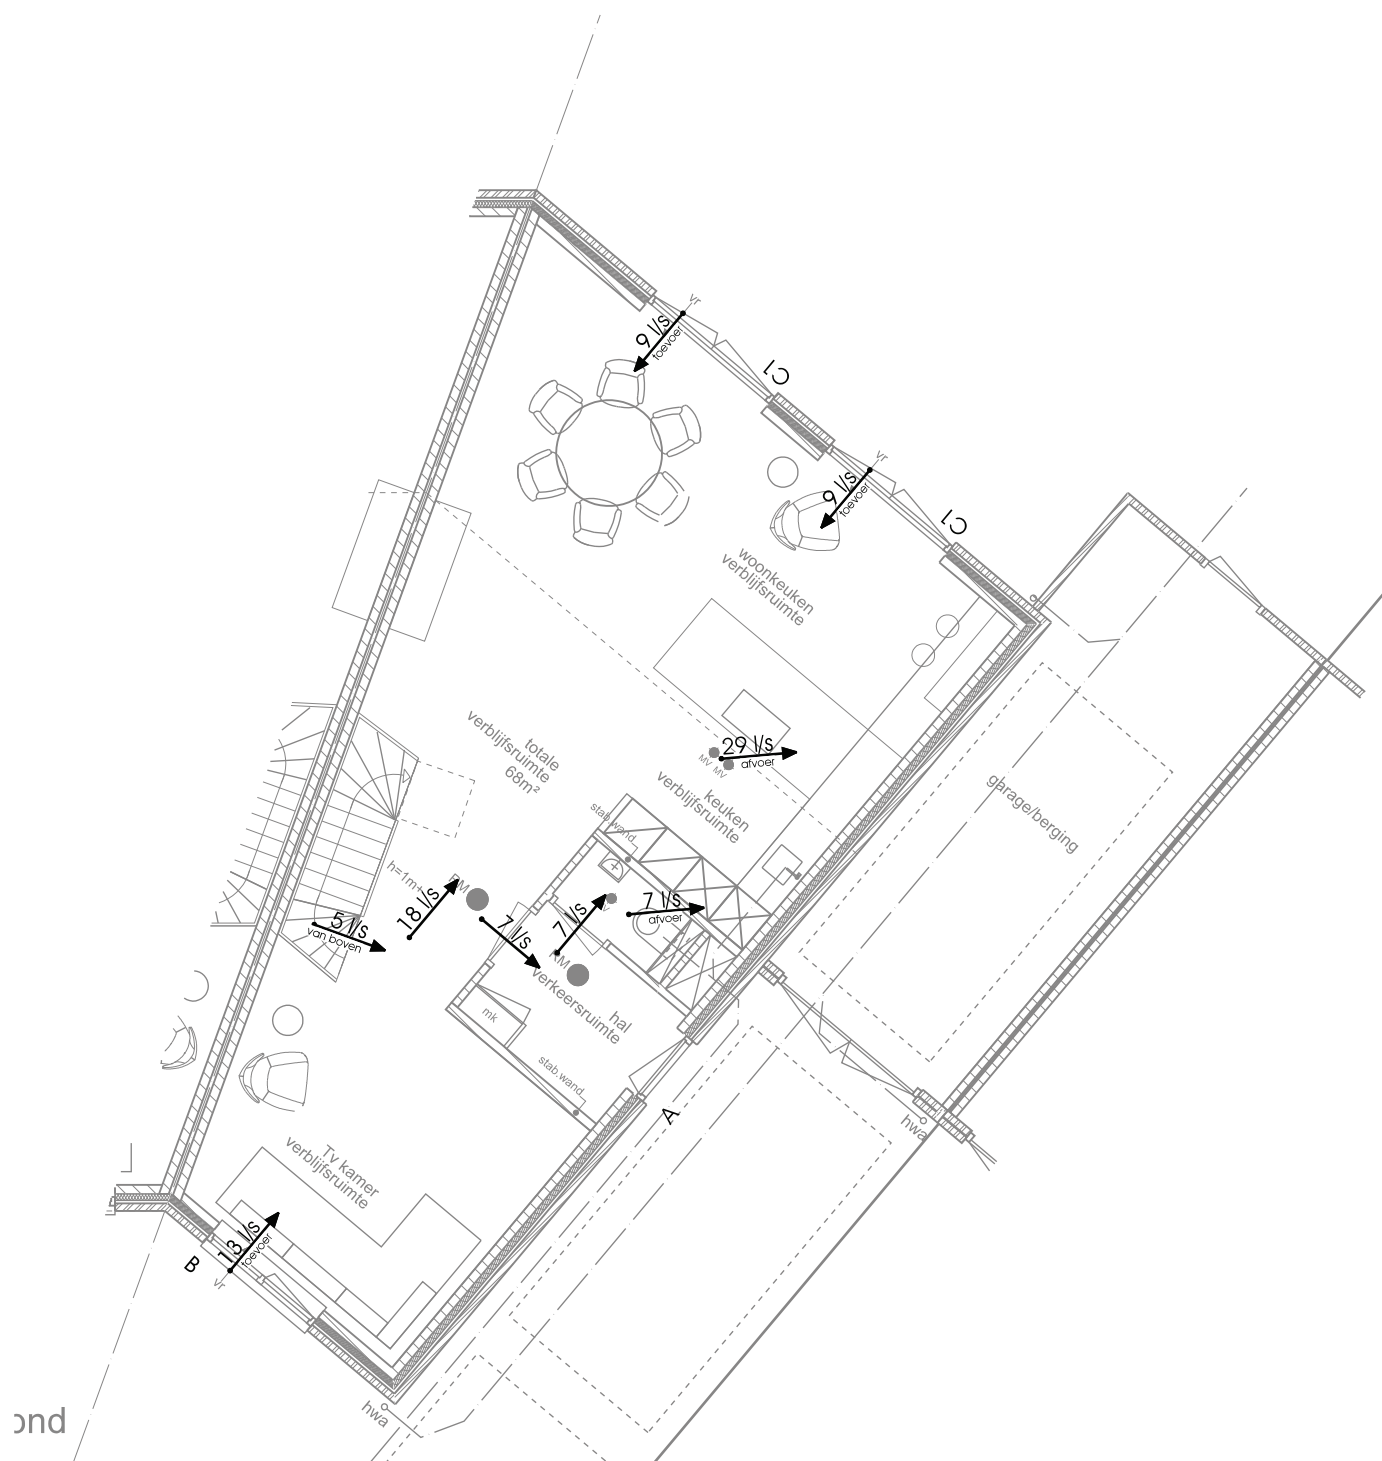 vr
9 l/s
toevoer
C1
vr
9 l/s
toevoer
C1
woonkeuken
verblijfsruimte
29 l/s
afvoer
MV MV
totale
verblijfsruimte
68m²
keuken
verblijfsruimte
stab.wand
garage/berging
h=1m+
RM
18 l/s
5 l/s
van boven
7 l/s
7 l/s
7 l/s
afvoer
RM
hal
verkeersruimte
mk
stab.wand
A
hwa
Tv kamer
verblijfsruimte
13 l/s
toevoer
B
vr
hwa
ond